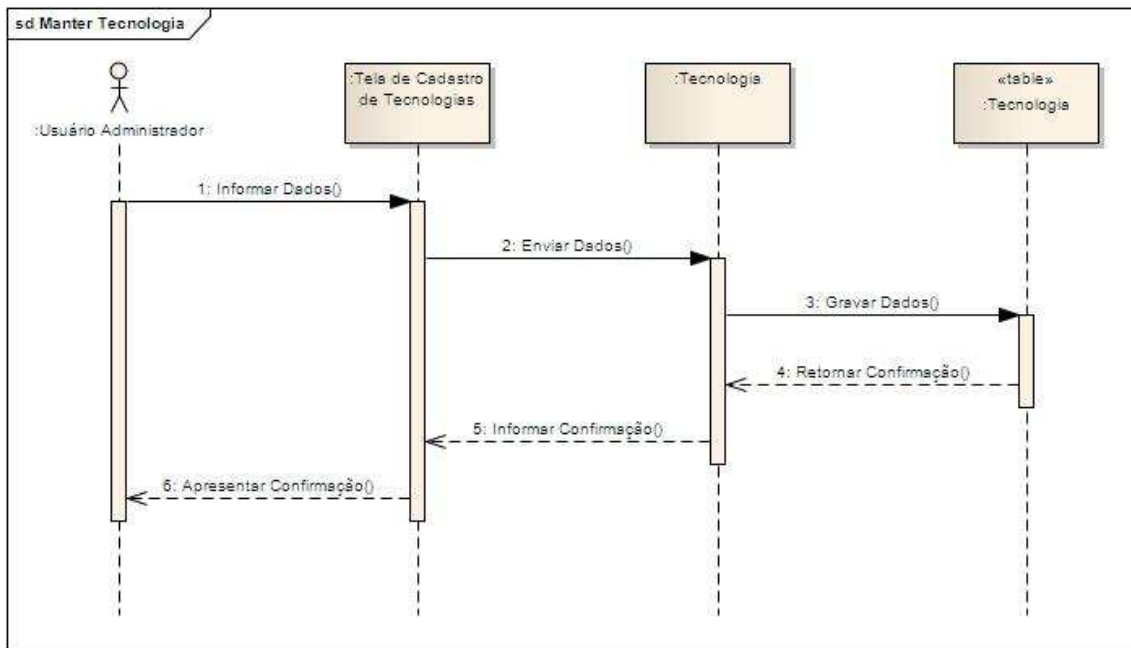 sd Manter Tecnologia
:Usuário Administrador
:Tela de Cadastro
de Tecnologias
:Tecnologia
«table»
:Tecnologia
1: Informar Dados()
2: Enviar Dados()
3: Gravar Dados()
4: Retornar Confirmação()
5: Informar Confirmação()
6: Apresentar Confirmação()